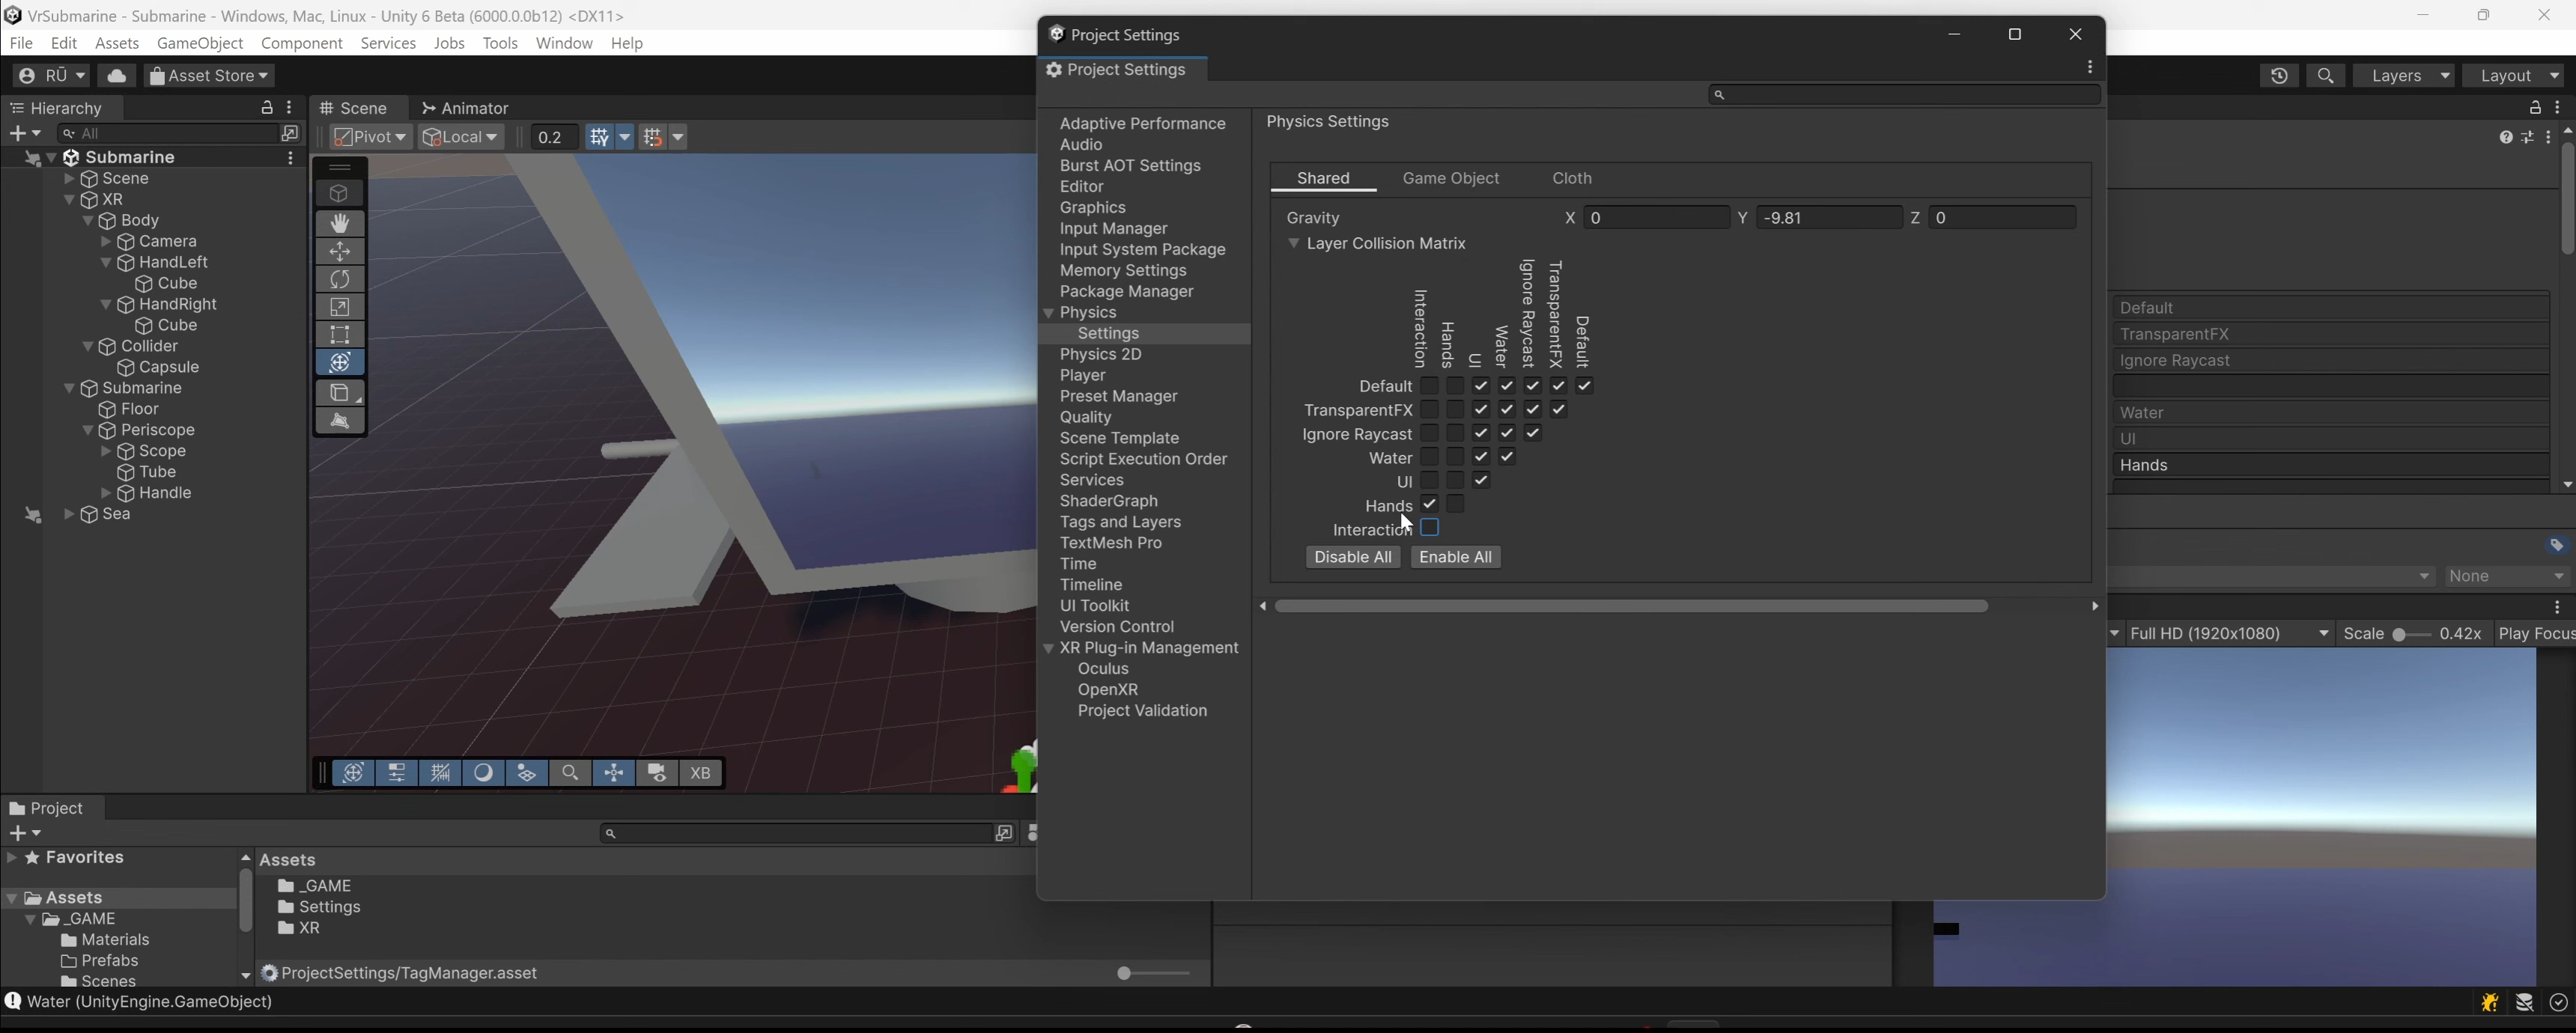 VrSubmarine - Submarine - Windows, Mac, Linux - Unity 6 Beta (6000.0.0b12) <DX11>
File Edit Assets GameObject Component Services Jobs Tools Window Help
RŪ Asset Store Layers Layout
Hierarchy
All
Submarine
Scene
XR
Body
Camera
HandLeft
Cube
HandRight
Cube
Collider
Capsule
Submarine
Floor
Periscope
Scope
Tube
Handle
Sea
Scene Animator
Pivot Local 0.2
XB
Project Settings
Project Settings
Adaptive Performance
Audio
Burst AOT Settings
Editor
Graphics
Input Manager
Input System Package
Memory Settings
Package Manager
Physics
Settings
Physics 2D
Player
Preset Manager
Quality
Scene Template
Script Execution Order
Services
ShaderGraph
Tags and Layers
TextMesh Pro
Time
Timeline
UI Toolkit
Version Control
XR Plug-in Management
Oculus
OpenXR
Project Validation
Physics Settings
Shared Game Object Cloth
Gravity X 0 Y -9.81 Z 0
Layer Collision Matrix
Interaction
Hands
UI
Water
Ignore Raycast
TransparentFX
Default
Default
TransparentFX
Ignore Raycast
Water
UI
Hands
Interaction
Disable All Enable All
Default
TransparentFX
Ignore Raycast
Water
UI
Hands
None
Full HD (1920x1080) Scale 0.42x Play Focus
Project
Favorites
Assets
_GAME
Materials
Prefabs
Scenes
Assets
_GAME
Settings
XR
ProjectSettings/TagManager.asset
Water (UnityEngine.GameObject)